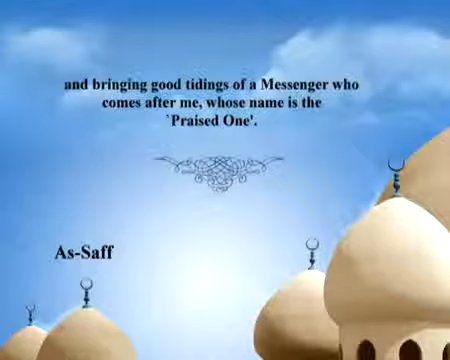 and bringing good tidings of a Messenger who
comes after me, whose name is the
`Praised One'.
As-Saff